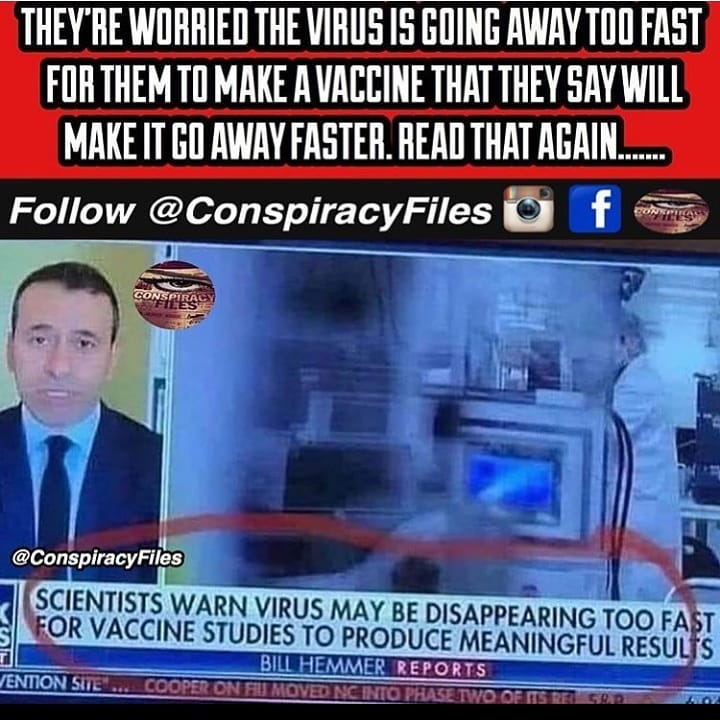 THEY'RE WORRIED THE VIRUS IS GOING AWAY TOO FAST
FOR THEM TO MAKE A VACCINE THAT THEY SAY WILL
MAKE IT GO AWAY FASTER. READ THAT AGAIN.......
Follow @ConspiracyFiles
f
CONSPIRACY
FILES
CONSPIRACY
FILES
@ConspiracyFiles
SCIENTISTS WARN VIRUS MAY BE DISAPPEARING TOO FAST
FOR VACCINE STUDIES TO PRODUCE MEANINGFUL RESULTS
BILL HEMMER REPORTS
VENTION SITE" ... COOPER ON FRI MOVED NC INTO PHASE TWO OF ITS
S&P